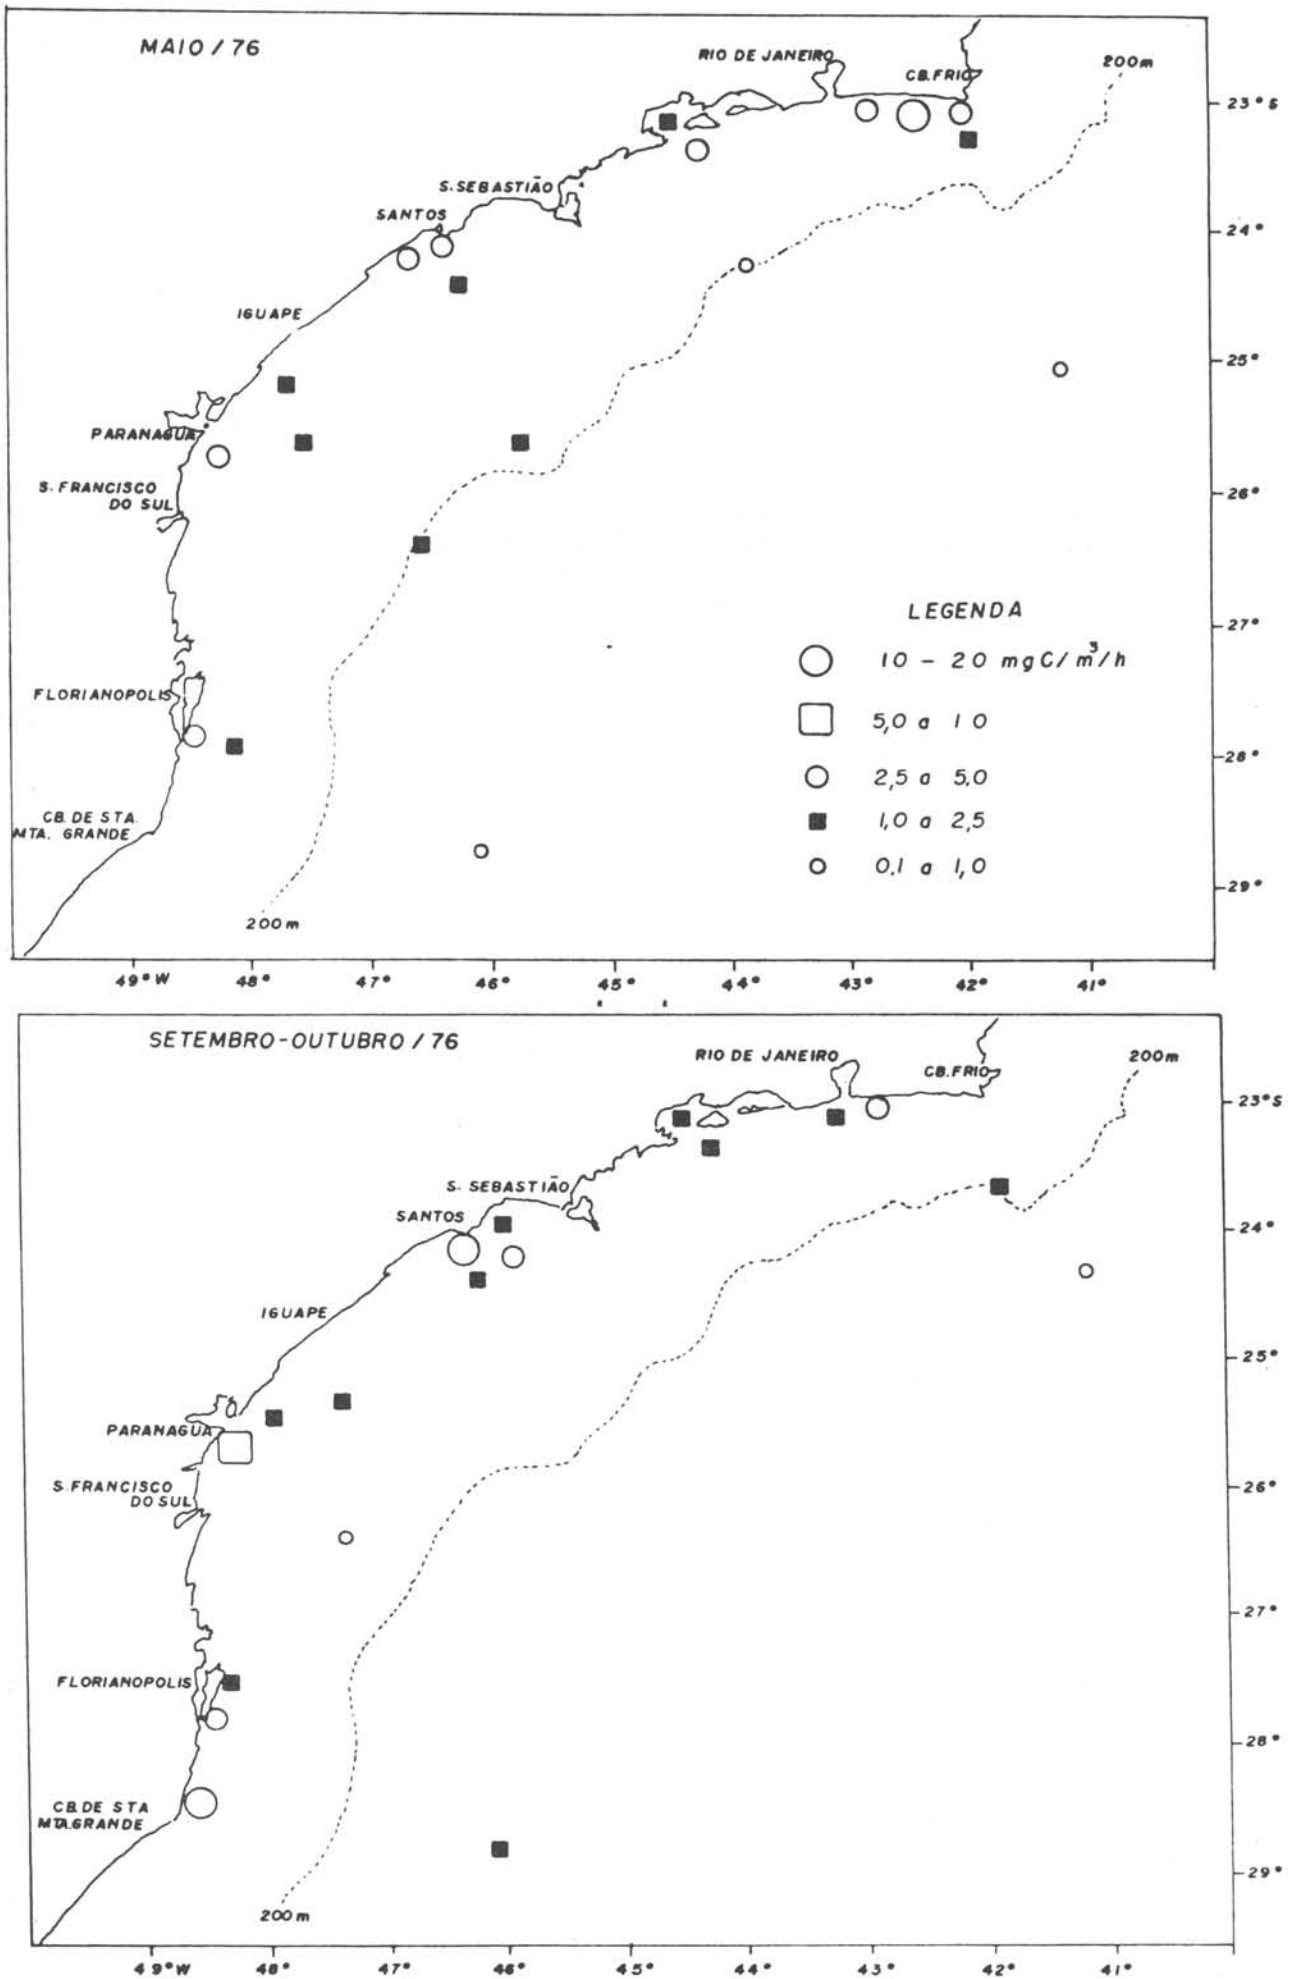 MAIO / 76
RIO DE JANEIRO
CB. FRIO
200m
23°S
S. SEBASTIÃO
SANTOS
24°
IGUAPE
25°
PARANAGUA
S. FRANCISCO
DO SUL
26°
LEGENDA
27°
10 - 20 mgC/m³/h
FLORIANOPOLIS
5,0 a 10
28°
2,5 a 5,0
CB. DE STA.
MTA. GRANDE
1,0 a 2,5
0,1 a 1,0
29°
200m
49°W 48° 47° 46° 45° 44° 43° 42° 41°
SETEMBRO-OUTUBRO / 76
RIO DE JANEIRO
CB. FRIO
200m
23°S
S. SEBASTIÃO
SANTOS
24°
IGUAPE
25°
PARANAGUA
S. FRANCISCO
DO SUL
26°
27°
FLORIANOPOLIS
28°
CB. DE STA
MTA. GRANDE
29°
200m
49°W 48° 47° 46° 45° 44° 43° 42° 41°